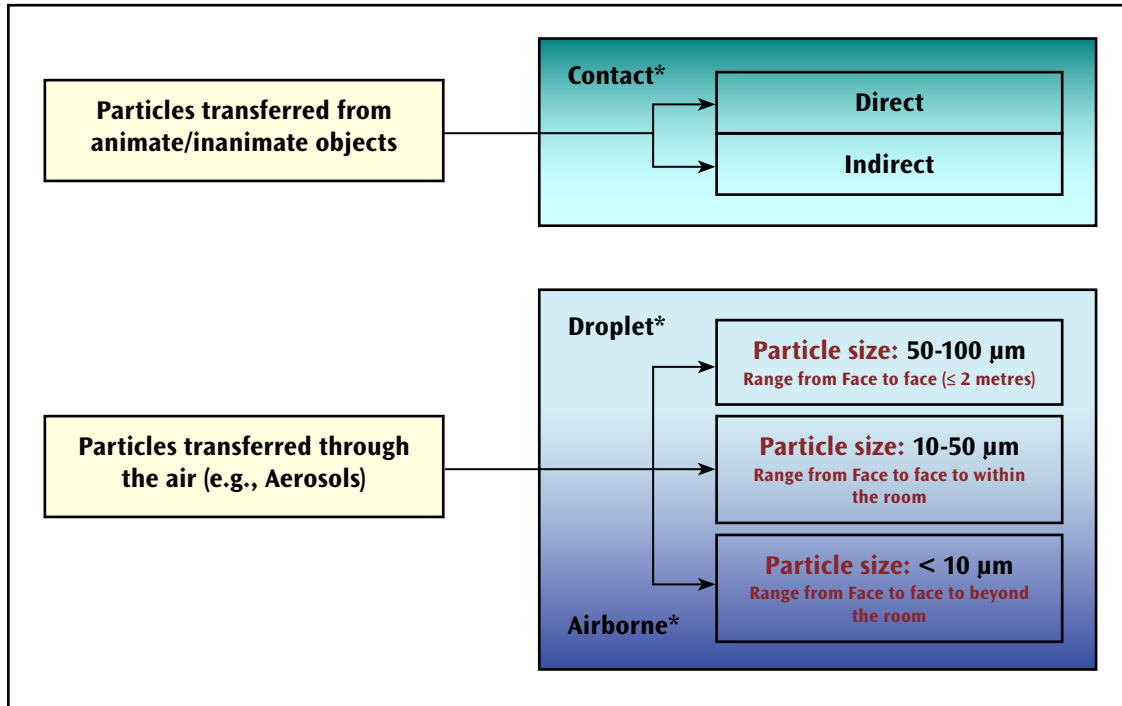 Contact*
Particles transferred from
animate/inanimate objects
Direct
Indirect
Droplet*
Particle size: 50-100 µm
Range from Face to face (≤ 2 metres)
Particles transferred through
the air (e.g., Aerosols)
Particle size: 10-50 µm
Range from Face to face to within
the room
Particle size: < 10 µm
Range from Face to face to beyond
the room
Airborne*